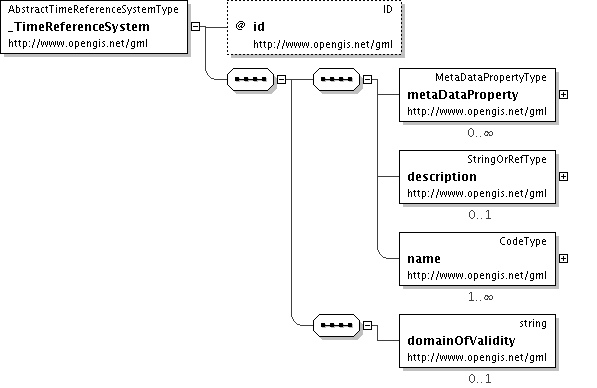 AbstractTimeReferenceSystemType
_TimeReferenceSystem
http://www.opengis.net/gml
ID
@ id
http://www.opengis.net/gml
MetaDataPropertyType
metaDataProperty
http://www.opengis.net/gml
0..∞
StringOrRefType
description
http://www.opengis.net/gml
0..1
CodeType
name
http://www.opengis.net/gml
1..∞
string
domainOfValidity
http://www.opengis.net/gml
0..1